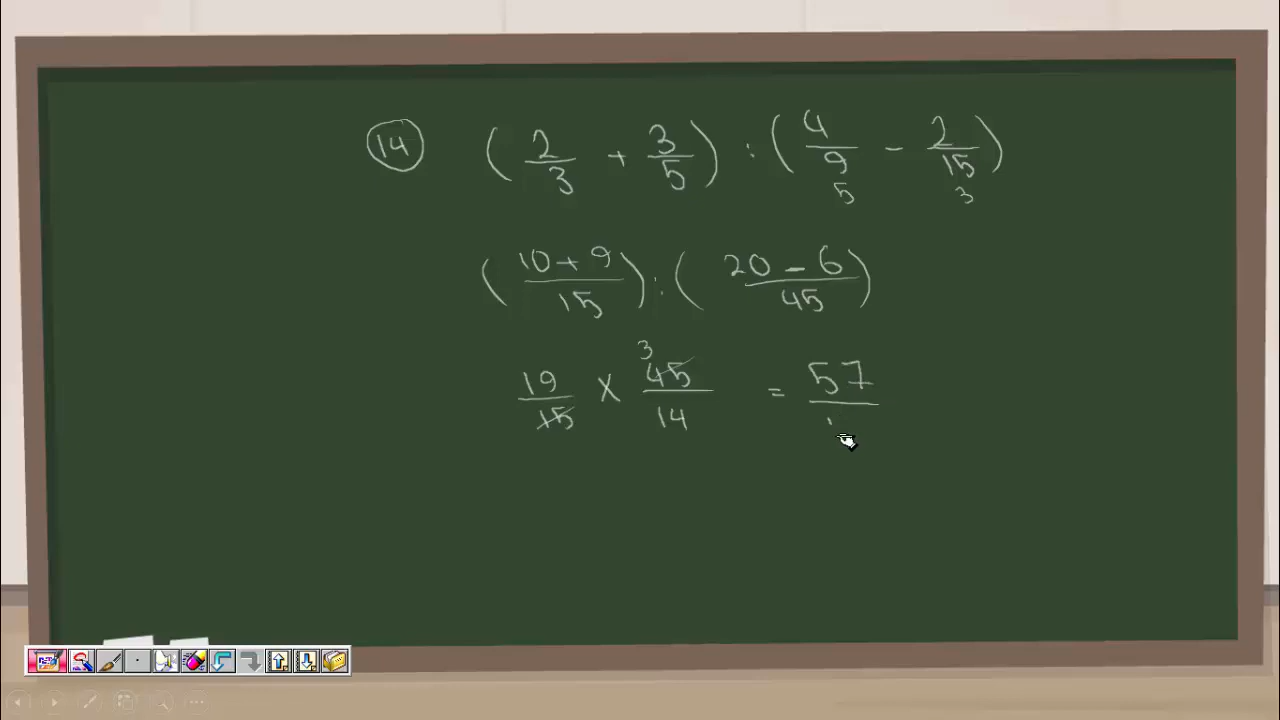 14 ( 2/3 + 3/5 ) : ( 4/9 - 2/15 )
5 3
( 10 + 9 / 15 ) : ( 20 - 6 / 45 )
3
19/15 X 45/14 = 57/